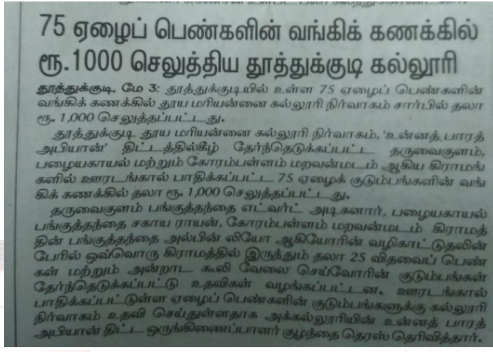 75 ஏழைப் பெண்களின் வங்கிக் கணக்கில்
ரூ.1000 செலுத்திய தூத்துக்குடி கல்லூரி
தூத்துக்குடி, மே 3: தூத்துக்குடியில் உள்ள 75 ஏழைப் பெண்களின்
வங்கிக் கணக்கில் தூய மரியன்னை கல்லூரி நிர்வாகம் சார்பில் தலா
ரூ. 1,000 செலுத்தப்பட்டது.
தூத்துக்குடி தூய மரியன்னை கல்லூரி நிர்வாகம், 'உன்னத் பாரத்
அபியான்' திட்டத்தின்கீழ் தேர்ந்தெடுக்கப்பட்ட தருவைகுளம்,
பழையகாயல் மற்றும் கோரம்பள்ளம் மறவன்மடம் ஆகிய கிராமங்
களில் ஊரடங்கால் பாதிக்கப்பட்ட 75 ஏழைக் குடும்பங்களின் வங்
கிக் கணக்கில் தலா ரூ 1,000 செலுத்தப்பட்டது.
தருவைகுளம் பங்குத்தந்தை எட்வர்ட் அடிகளார், பழையகாயல்
பங்குத்தந்தை சகாய ராயன், கோரம்பள்ளம் மறவன்மடம் கிராமத்
தின் பங்குத்தந்தை அல்பின் லியோ ஆகியோரின் வழிகாட்டுதலின்
பேரில் ஒவ்வொரு கிராமத்தில் இருந்தும் தலா 25 விதவைப் பெண்
கள் மற்றும் அன்றாட கூலி வேலை செய்வோரின் குடும்பங்கள்
தேர்ந்தெடுக்கப்பட்டு உதவிகள் வழங்கப்பட்டன. ஊரடங்கால்
பாதிக்கப்பட்டுள்ள ஏழைப் பெண்களின் குடும்பங்களுக்கு கல்லூரி
நிர்வாகம் உதவி செய்துள்ளதாக அக்கல்லூரியின் உன்னத் பாரத்
அபியான் திட்ட ஒருங்கிணைப்பாளர் குழந்தை தெரஸ் தெரிவித்தார்.